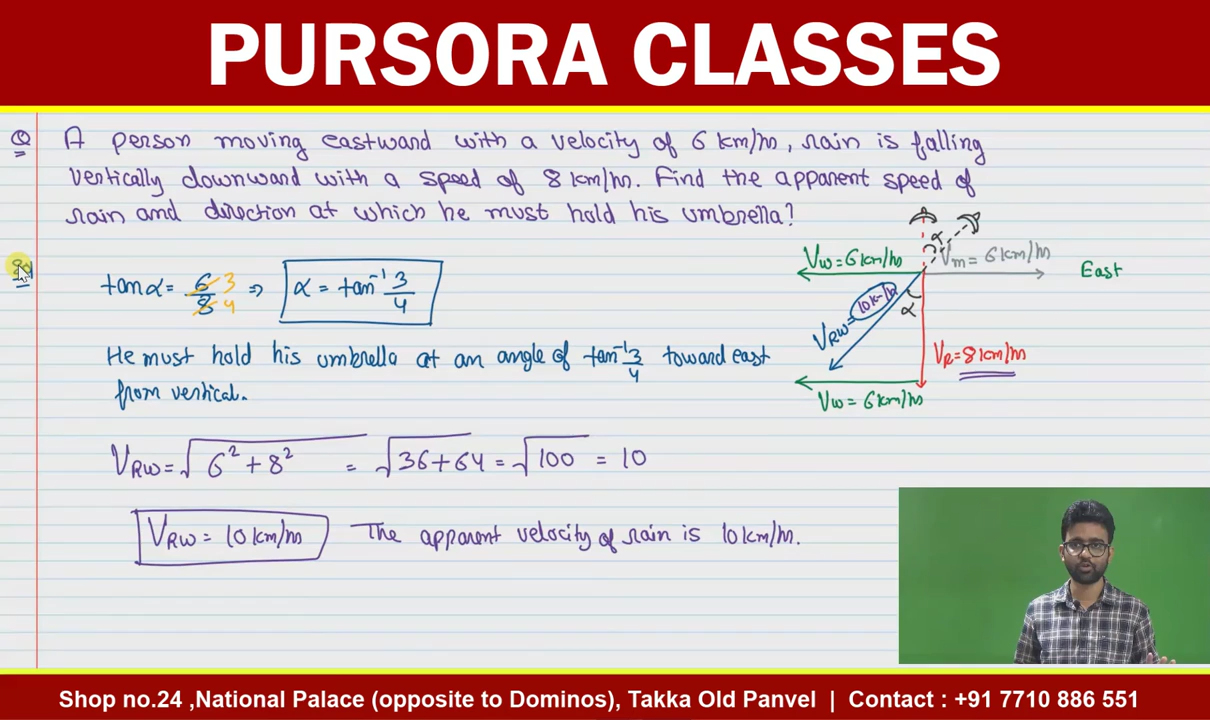 PURSORA CLASSES
Q A person moving eastward with a velocity of 6 km/hr, rain is falling
vertically downward with a speed of 8 km/hr. Find the apparent speed of
rain and direction at which he must hold his umbrella?
Sol
tanα = 6/8 3/4 ⇒ α = tan⁻¹ 3/4
He must hold his umbrella at an angle of tan⁻¹ 3/4 toward east
from vertical.
V_RW = √6² + 8² = √36+64 = √100 = 10
V_RW = 10 km/hr The apparent velocity of rain is 10 km/hr.
α
V_W = 6 km/hr
V_m = 6 km/hr
East
V_RW = 10 km/hr
α
V_R = 8 km/hr
V_W = 6 km/hr
Shop no.24 ,National Palace (opposite to Dominos), Takka Old Panvel | Contact : +91 7710 886 551